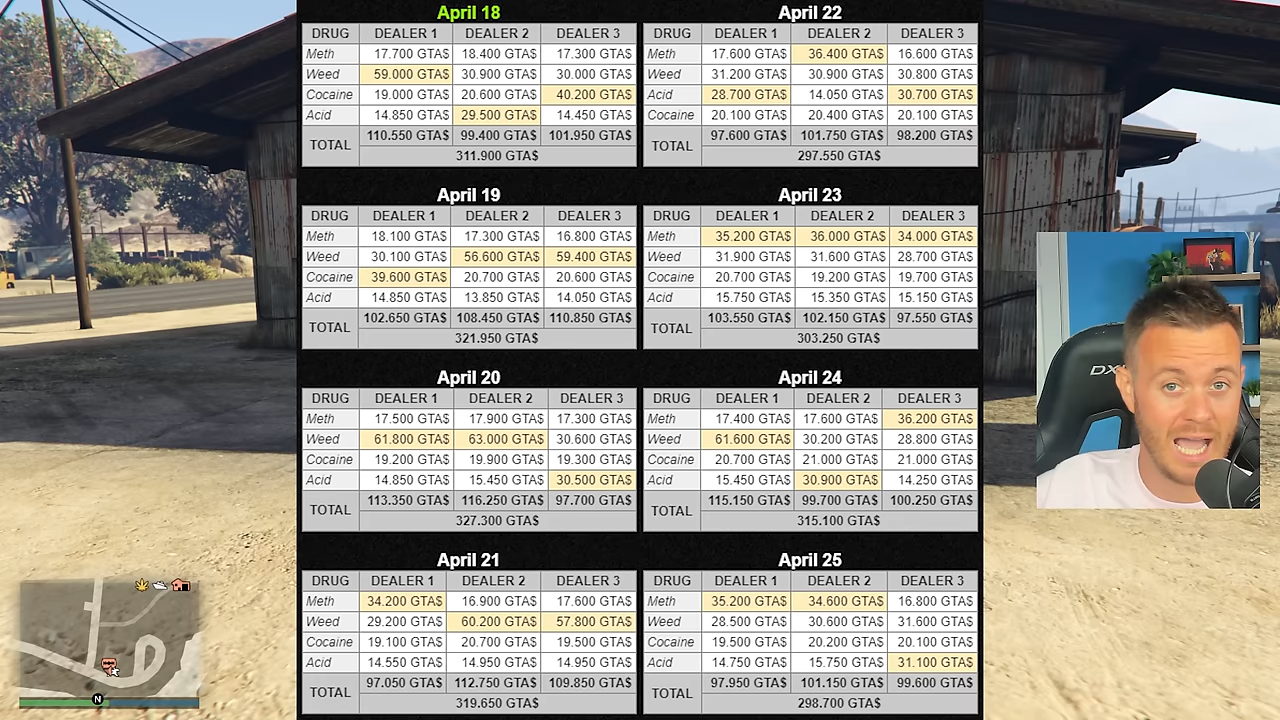 April 18
DRUG DEALER 1 DEALER 2 DEALER 3
Meth 17.700 GTA$ 18.400 GTA$ 17.300 GTA$
Weed 59.000 GTA$ 30.900 GTA$ 30.000 GTA$
Cocaine 19.000 GTA$ 20.600 GTA$ 40.200 GTA$
Acid 14.850 GTA$ 29.500 GTA$ 14.450 GTA$
TOTAL 110.550 GTA$ 99.400 GTA$ 101.950 GTA$
311.900 GTA$
April 19
DRUG DEALER 1 DEALER 2 DEALER 3
Meth 18.100 GTA$ 17.300 GTA$ 16.800 GTA$
Weed 30.100 GTA$ 56.600 GTA$ 59.400 GTA$
Cocaine 39.600 GTA$ 20.700 GTA$ 20.600 GTA$
Acid 14.850 GTA$ 13.850 GTA$ 14.050 GTA$
TOTAL 102.650 GTA$ 108.450 GTA$ 110.850 GTA$
321.950 GTA$
April 20
DRUG DEALER 1 DEALER 2 DEALER 3
Meth 17.500 GTA$ 17.900 GTA$ 17.300 GTA$
Weed 61.800 GTA$ 63.000 GTA$ 30.600 GTA$
Cocaine 19.200 GTA$ 19.900 GTA$ 19.300 GTA$
Acid 14.850 GTA$ 15.450 GTA$ 30.500 GTA$
TOTAL 113.350 GTA$ 116.250 GTA$ 97.700 GTA$
327.300 GTA$
April 21
DRUG DEALER 1 DEALER 2 DEALER 3
Meth 34.200 GTA$ 16.900 GTA$ 17.600 GTA$
Weed 29.200 GTA$ 60.200 GTA$ 57.800 GTA$
Cocaine 19.100 GTA$ 20.700 GTA$ 19.500 GTA$
Acid 14.550 GTA$ 14.950 GTA$ 14.950 GTA$
TOTAL 97.050 GTA$ 112.750 GTA$ 109.850 GTA$
319.650 GTA$
April 22
DRUG DEALER 1 DEALER 2 DEALER 3
Meth 17.600 GTA$ 36.400 GTA$ 16.600 GTA$
Weed 31.200 GTA$ 30.900 GTA$ 30.800 GTA$
Acid 28.700 GTA$ 14.050 GTA$ 30.700 GTA$
Cocaine 20.100 GTA$ 20.400 GTA$ 20.100 GTA$
TOTAL 97.600 GTA$ 101.750 GTA$ 98.200 GTA$
297.550 GTA$
April 23
DRUG DEALER 1 DEALER 2 DEALER 3
Meth 35.200 GTA$ 36.000 GTA$ 34.000 GTA$
Weed 31.900 GTA$ 31.600 GTA$ 28.700 GTA$
Cocaine 20.700 GTA$ 19.200 GTA$ 19.700 GTA$
Acid 15.750 GTA$ 15.350 GTA$ 15.150 GTA$
TOTAL 103.550 GTA$ 102.150 GTA$ 97.550 GTA$
303.250 GTA$
April 24
DRUG DEALER 1 DEALER 2 DEALER 3
Meth 17.400 GTA$ 17.600 GTA$ 36.200 GTA$
Weed 61.600 GTA$ 30.200 GTA$ 28.800 GTA$
Cocaine 20.700 GTA$ 21.000 GTA$ 21.000 GTA$
Acid 15.450 GTA$ 30.900 GTA$ 14.250 GTA$
TOTAL 115.150 GTA$ 99.700 GTA$ 100.250 GTA$
315.100 GTA$
April 25
DRUG DEALER 1 DEALER 2 DEALER 3
Meth 35.200 GTA$ 34.600 GTA$ 16.800 GTA$
Weed 28.500 GTA$ 30.600 GTA$ 31.600 GTA$
Cocaine 19.500 GTA$ 20.200 GTA$ 20.100 GTA$
Acid 14.750 GTA$ 15.750 GTA$ 31.100 GTA$
TOTAL 97.950 GTA$ 101.150 GTA$ 99.600 GTA$
298.700 GTA$
DX
N